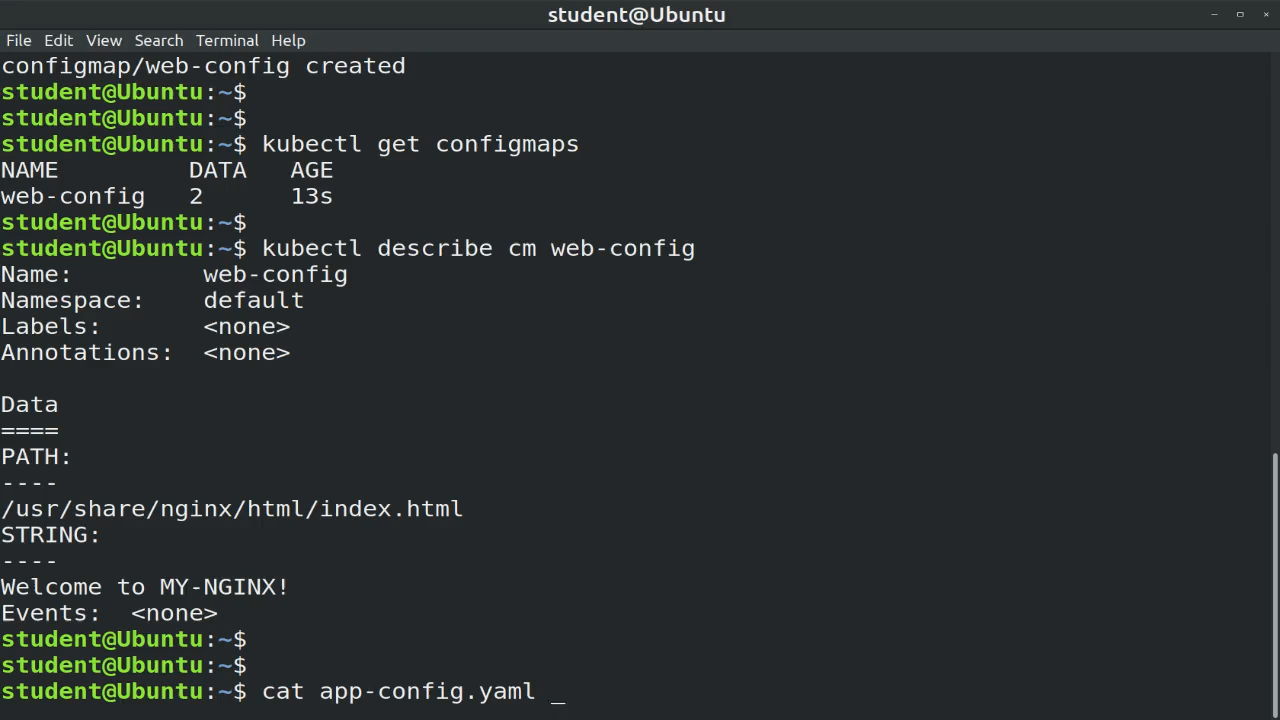 student@Ubuntu
File Edit View Search Terminal Help
configmap/web-config created
student@Ubuntu:~$
student@Ubuntu:~$
student@Ubuntu:~$ kubectl get configmaps
NAME         DATA   AGE
web-config   2      13s
student@Ubuntu:~$
student@Ubuntu:~$ kubectl describe cm web-config
Name:         web-config
Namespace:    default
Labels:       <none>
Annotations:  <none>

Data
====
PATH:
----
/usr/share/nginx/html/index.html
STRING:
----
Welcome to MY-NGINX!
Events:  <none>
student@Ubuntu:~$
student@Ubuntu:~$
student@Ubuntu:~$ cat app-config.yaml _